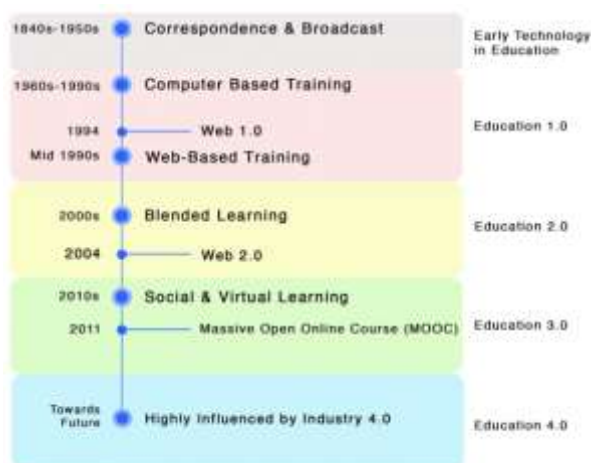 1840s-1950s Correspondence & Broadcast
Early Technology
in Education
1960s-1990s Computer Based Training
1994 Web 1.0
Education 1.0
Mid 1990s Web-Based Training
2000s Blended Learning
Education 2.0
2004 Web 2.0
2010s Social & Virtual Learning
2011 Massive Open Online Course (MOOC)
Education 3.0
Towards
Future
Highly Influenced by Industry 4.0
Education 4.0